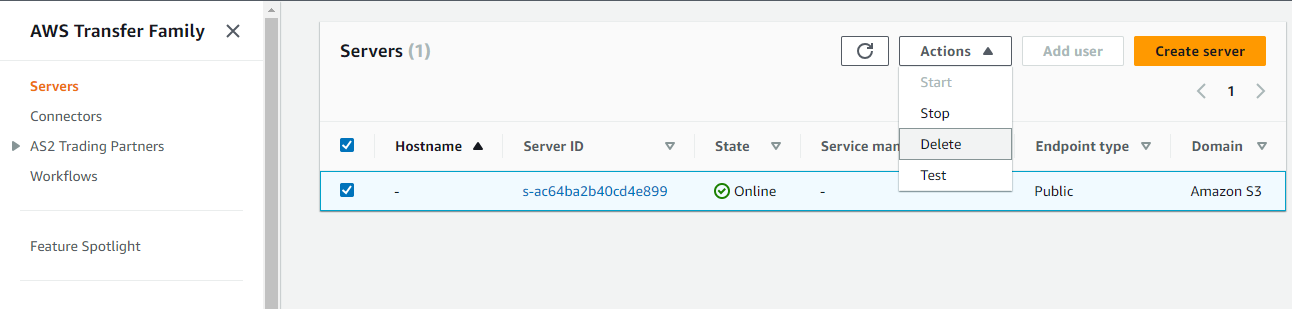 AWS Transfer Family
Servers
Connectors
AS2 Trading Partners
Workflows
Feature Spotlight
Servers (1)
Actions
Add user
Create server
Start
Stop
Delete
Test
1
Hostname
Server ID
State
Service man
Endpoint type
Domain
-
s-ac64ba2b40cd4e899
Online
-
Public
Amazon S3